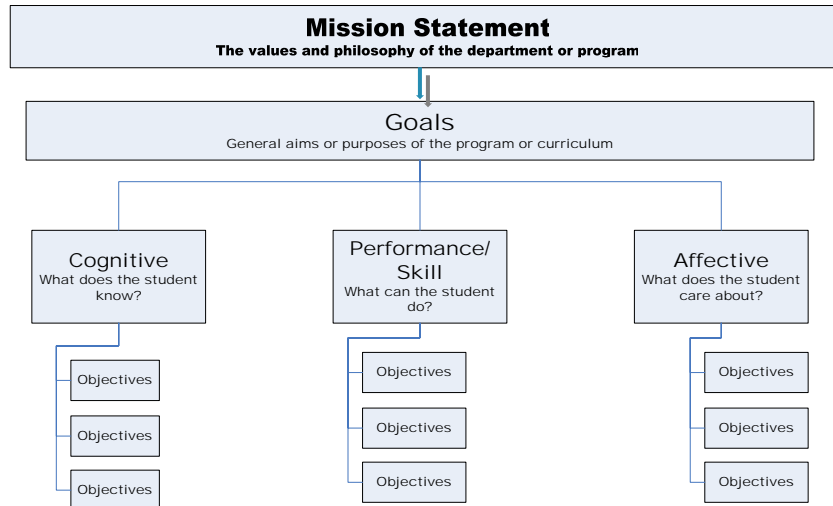 Mission Statement
The values and philosophy of the department or program
Goals
General aims or purposes of the program or curriculum
Cognitive
What does the student
know?
Objectives
Objectives
Objectives
Performance/
Skill
What can the student
do?
Objectives
Objectives
Objectives
Affective
What does the student
care about?
Objectives
Objectives
Objectives